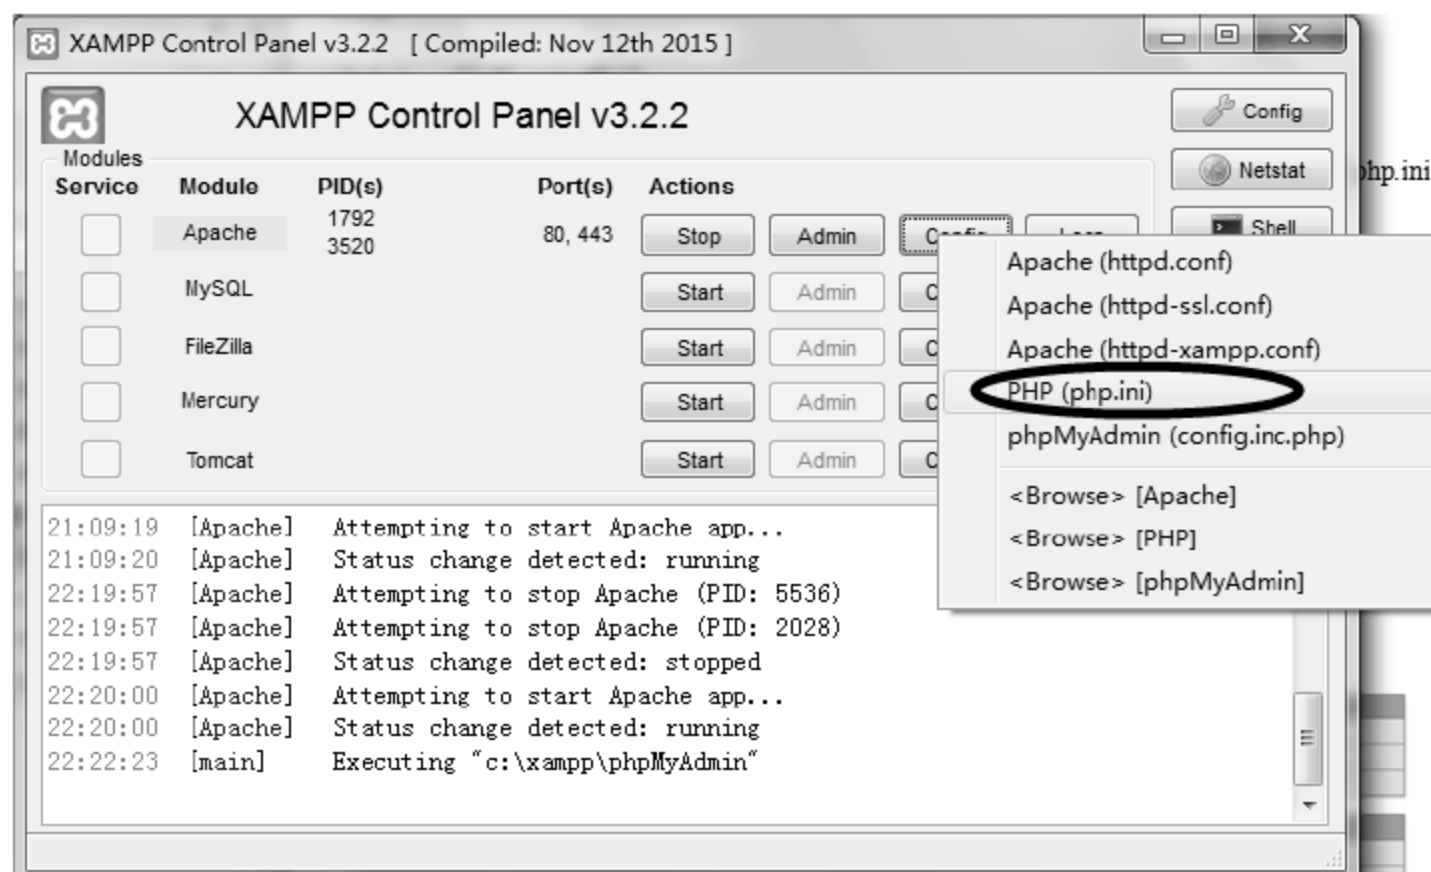 XAMPP Control Panel v3.2.2 [ Compiled: Nov 12th 2015 ]
XAMPP Control Panel v3.2.2
Config
Modules
Service Module PID(s) Port(s) Actions
Netstat
php.ini
Apache 1792 3520 80, 443 Stop Admin Config Logs
Shell
MySQL Start Admin
FileZilla Start Admin
Mercury Start Admin
Tomcat Start Admin
Apache (httpd.conf)
Apache (httpd-ssl.conf)
Apache (httpd-xampp.conf)
PHP (php.ini)
phpMyAdmin (config.inc.php)
<Browse> [Apache]
<Browse> [PHP]
<Browse> [phpMyAdmin]
21:09:19 [Apache] Attempting to start Apache app...
21:09:20 [Apache] Status change detected: running
22:19:57 [Apache] Attempting to stop Apache (PID: 5536)
22:19:57 [Apache] Attempting to stop Apache (PID: 2028)
22:19:57 [Apache] Status change detected: stopped
22:20:00 [Apache] Attempting to start Apache app...
22:20:00 [Apache] Status change detected: running
22:22:23 [main] Executing "c:\xampp\phpMyAdmin"